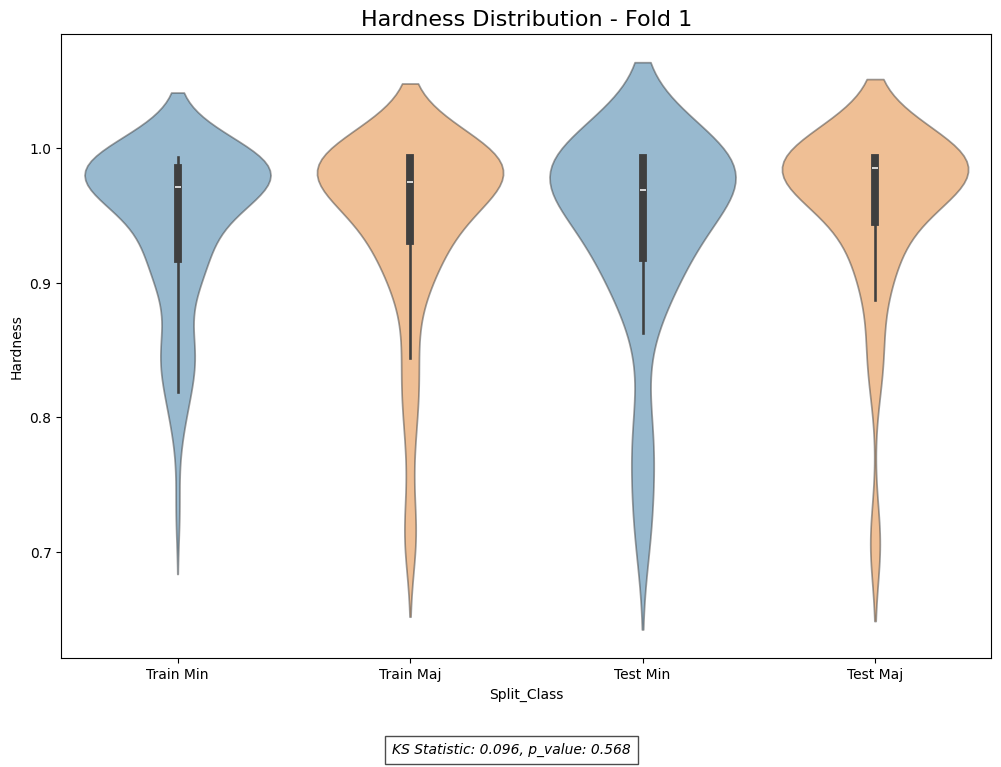 Hardness Distribution - Fold 1
Hardness
1.0
0.9
0.8
0.7
Train Min
Train Maj
Test Min
Test Maj
Split_Class
KS Statistic: 0.096, p_value: 0.568